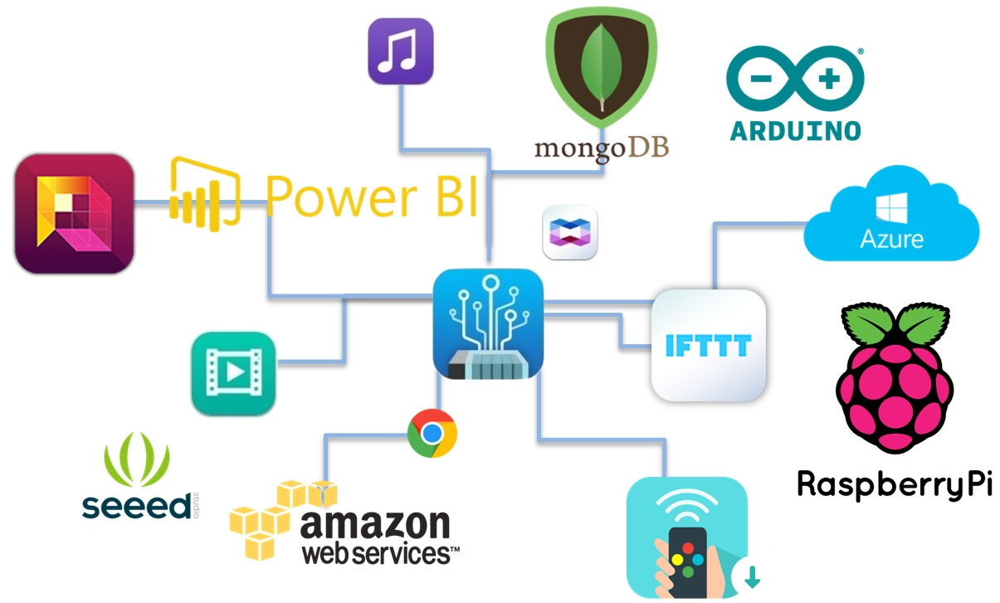 mongoDB
ARDUINO
Power BI
Azure
IFTTT
RaspberryPi
seeed
studio
amazon
web services™